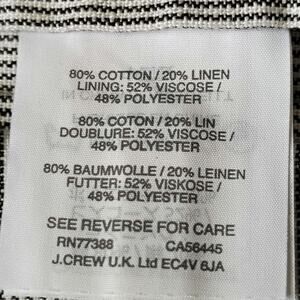 80% COTTON / 20% LINEN
LINING: 52% VISCOSE /
48% POLYESTER
80% COTON / 20% LIN
DOUBLURE: 52% VISCOSE /
48% POLYESTER
80% BAUMWOLLE / 20% LEINEN
FUTTER: 52% VISKOSE /
48% POLYESTER
SEE REVERSE FOR CARE
RN77388 CA56445
J.CREW U.K. Ltd EC4V 6JA